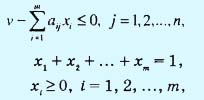 v - ∑_{i=1}^{m} a_{ij} x_i ≤ 0, j = 1, 2, ..., n,
x_1 + x_2 + ... + x_m = 1,
x_i ≥ 0, i = 1, 2, ..., m,